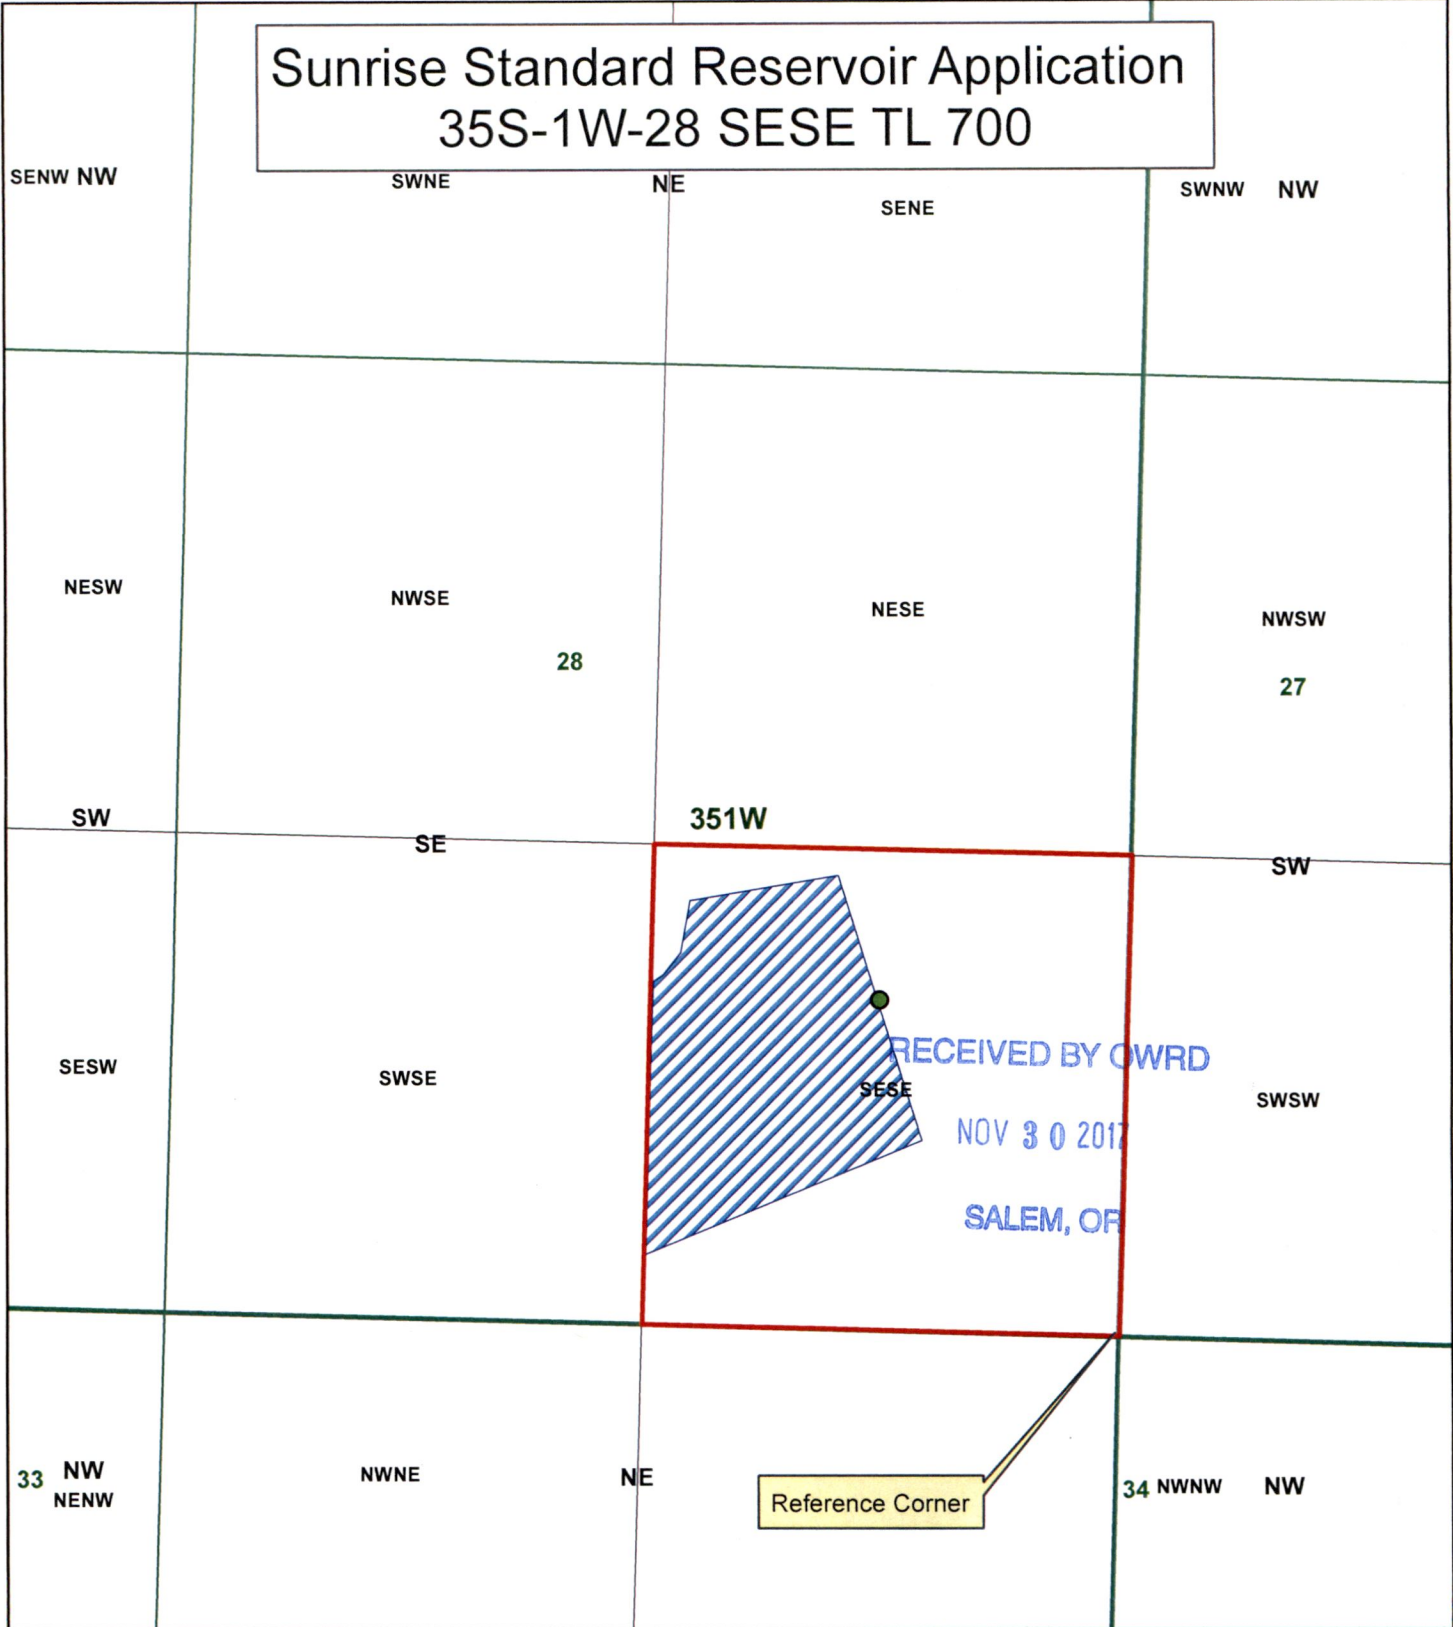 Sunrise Standard Reservoir Application
35S-1W-28 SESE TL 700
SENW NW
SWNE
NE
SENE
SWNW NW
NESW
NWSE
NESE
NWSW
28
27
SW
SE
351W
SW
SESW
SWSE
SESE
SWSW
RECEIVED BY OWRD
NOV 30 2017
SALEM, OR
33 NW
NENW
NWNE
NE
Reference Corner
34 NWNW NW